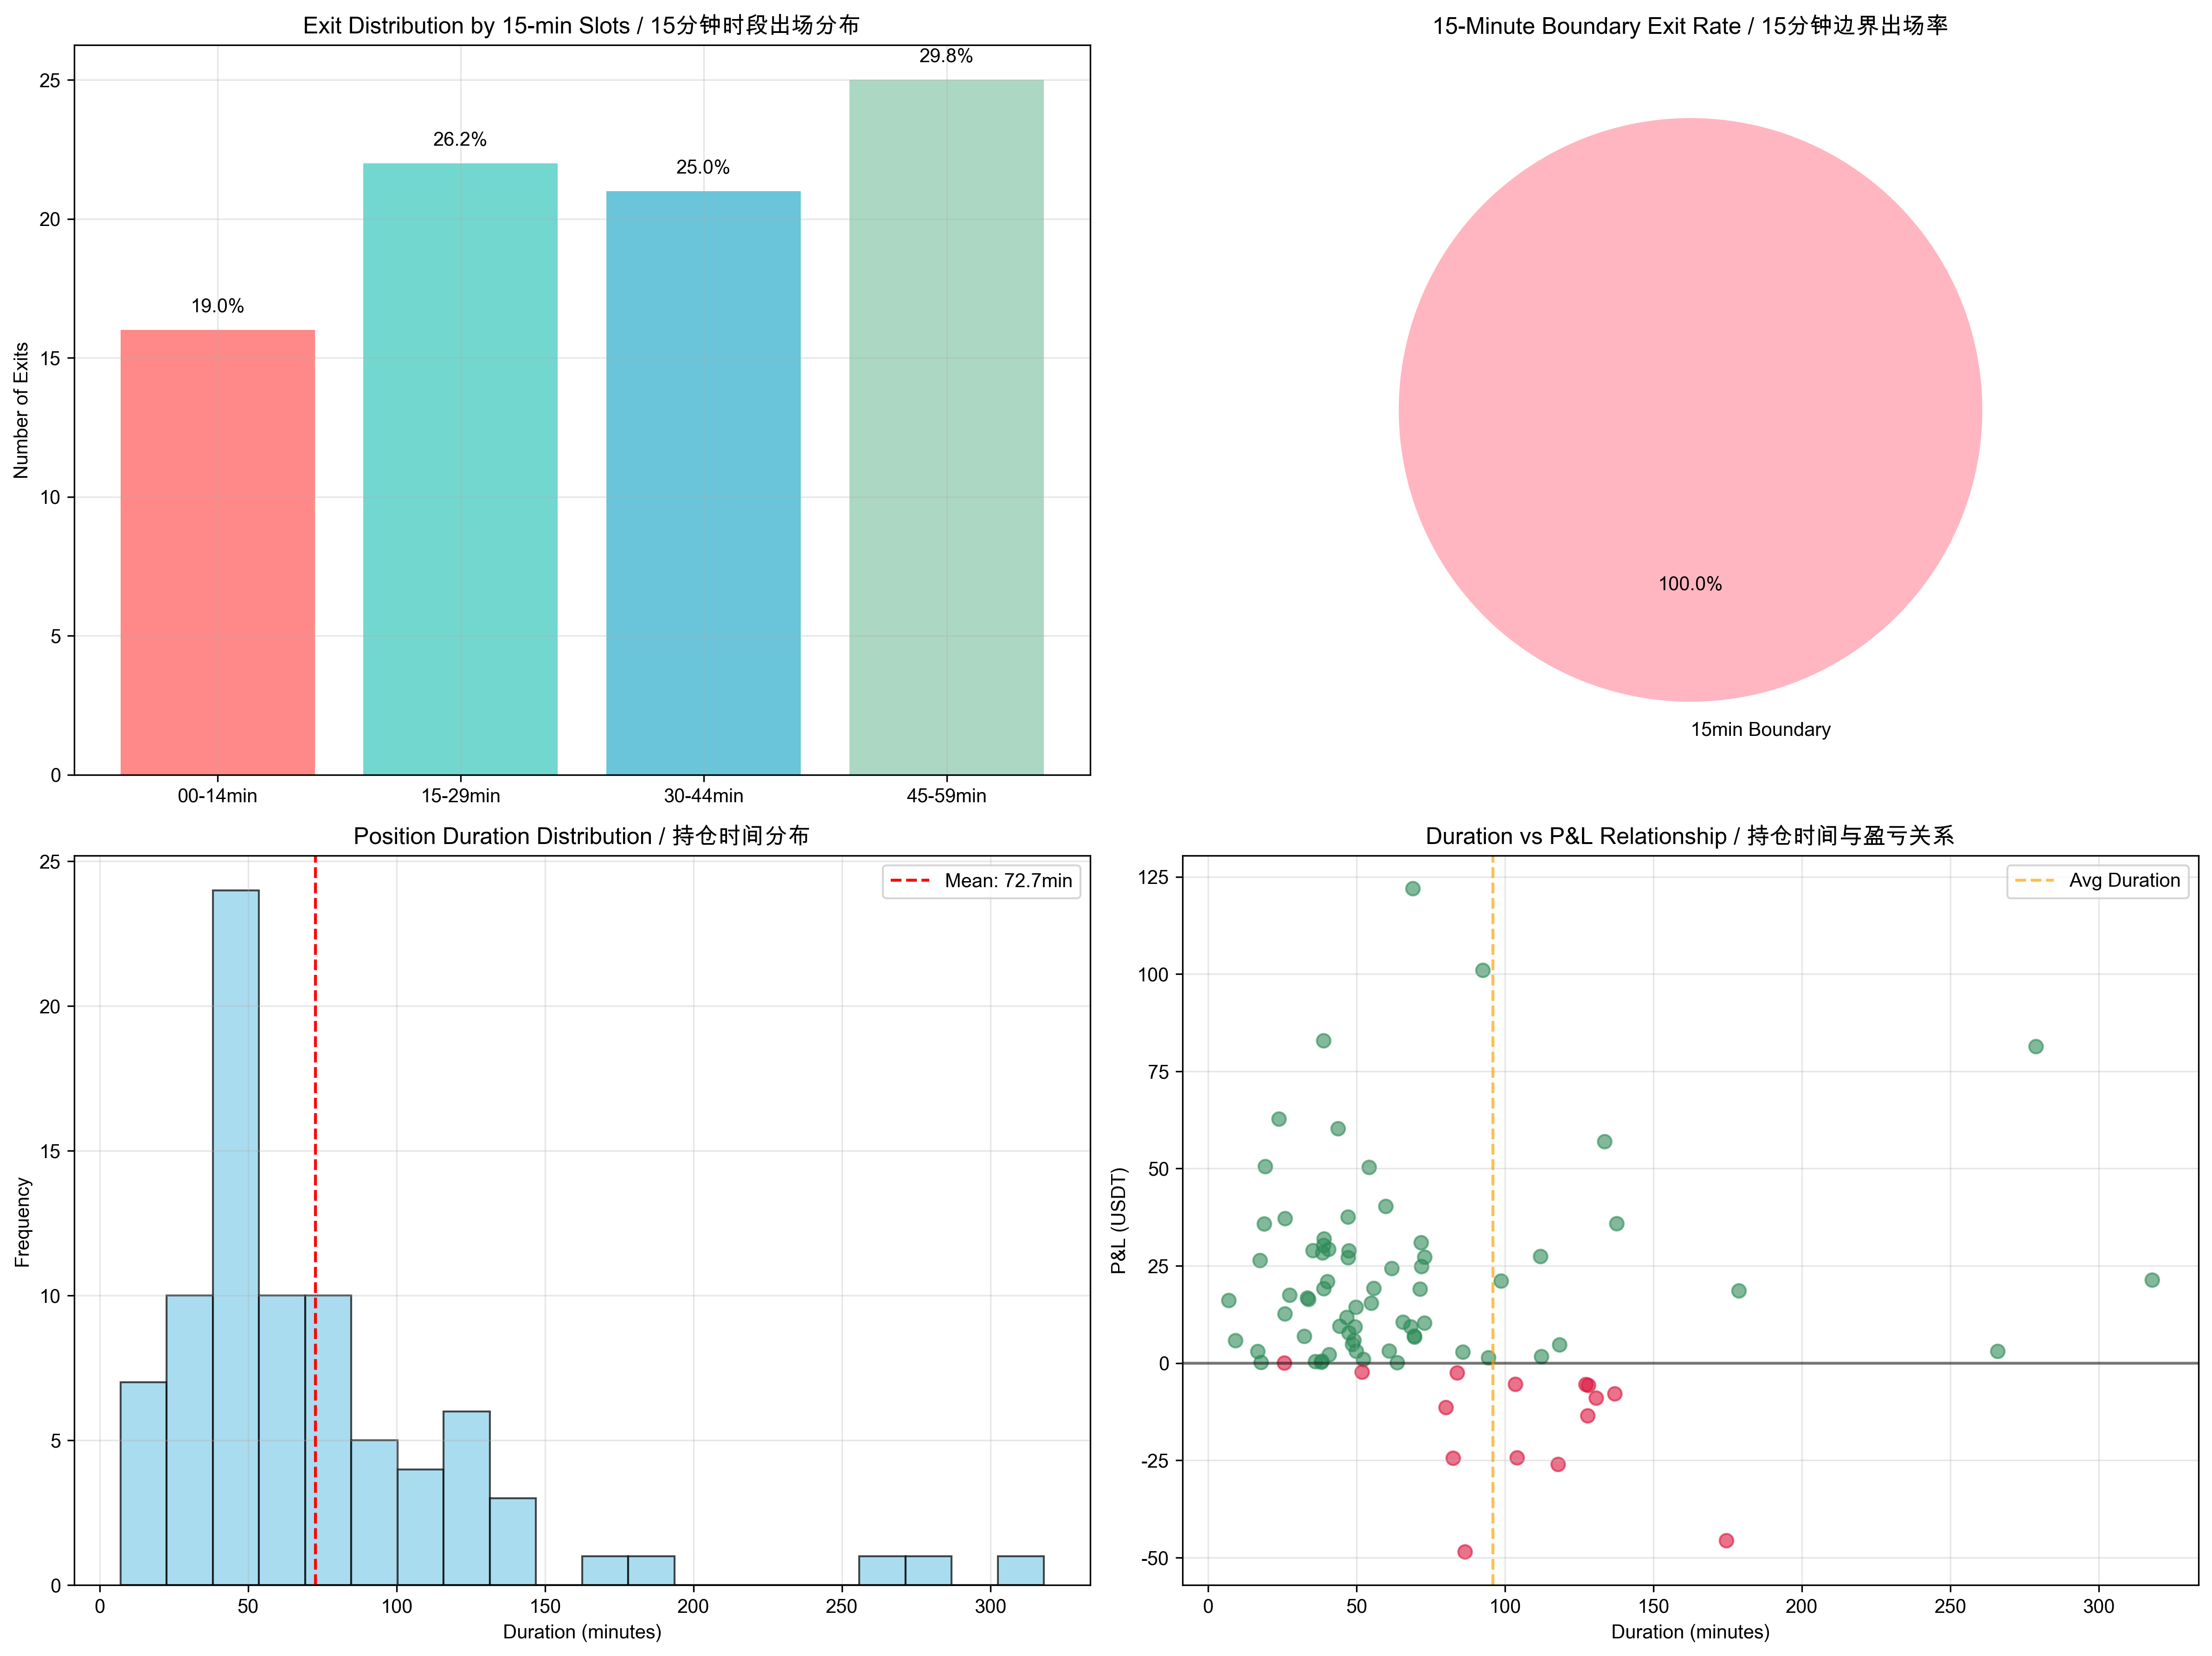 Exit Distribution by 15-min Slots / 15分钟时段出场分布
Number of Exits
25
20
15
10
5
0
19.0%
26.2%
25.0%
29.8%
00-14min
15-29min
30-44min
45-59min
15-Minute Boundary Exit Rate / 15分钟边界出场率
100.0%
15min Boundary
Position Duration Distribution / 持仓时间分布
Mean: 72.7min
Frequency
25
20
15
10
5
0
0
50
100
150
200
250
300
Duration (minutes)
Duration vs P&L Relationship / 持仓时间与盈亏关系
Avg Duration
P&L (USDT)
125
100
75
50
25
0
-25
-50
0
50
100
150
200
250
300
Duration (minutes)